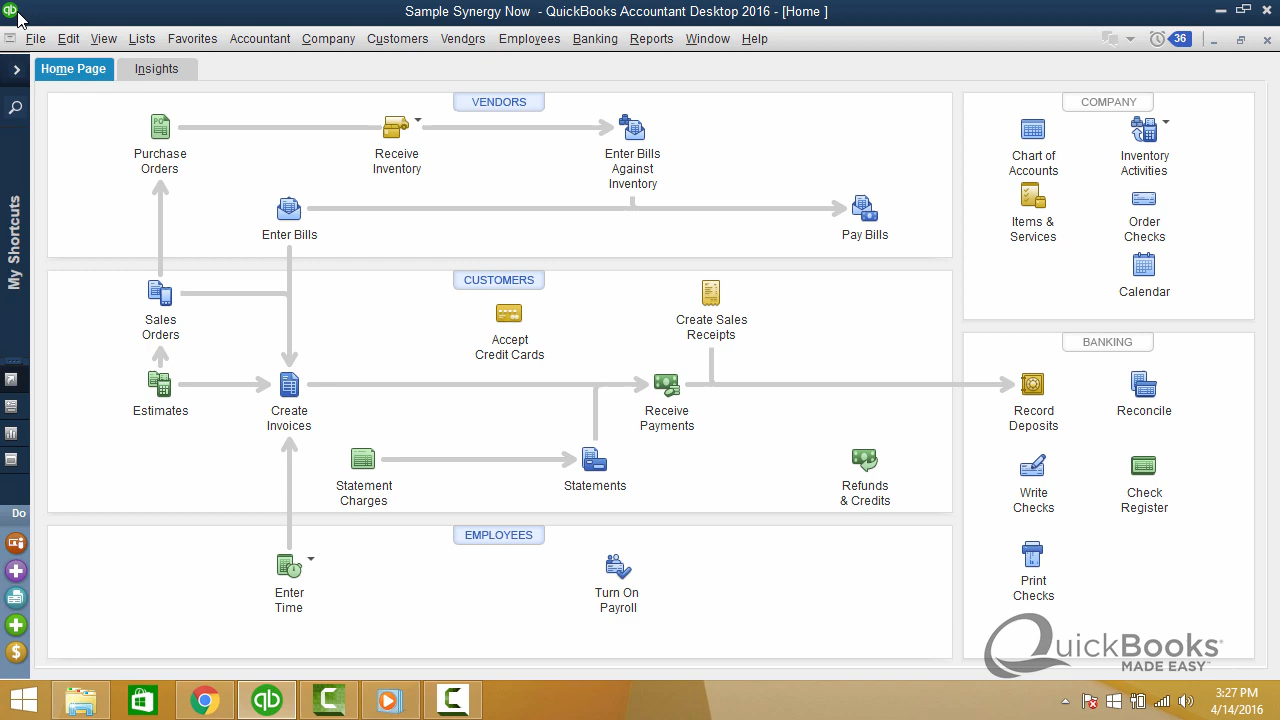 Sample Synergy Now - QuickBooks Accountant Desktop 2016 - [Home ]
File Edit View Lists Favorites Accountant Company Customers Vendors Employees Banking Reports Window Help
36
Home Page
Insights
My Shortcuts
Do
VENDORS
Purchase
Orders
Receive
Inventory
Enter Bills
Against
Inventory
Enter Bills
Pay Bills
CUSTOMERS
Sales
Orders
Accept
Credit Cards
Create Sales
Receipts
Estimates
Create
Invoices
Receive
Payments
Statement
Charges
Statements
Refunds
& Credits
EMPLOYEES
Enter
Time
Turn On
Payroll
COMPANY
Chart of
Accounts
Inventory
Activities
Items &
Services
Order
Checks
Calendar
BANKING
Record
Deposits
Reconcile
Write
Checks
Check
Register
Print
Checks
QuickBooks®
MADE EASY™
3:27 PM
4/14/2016